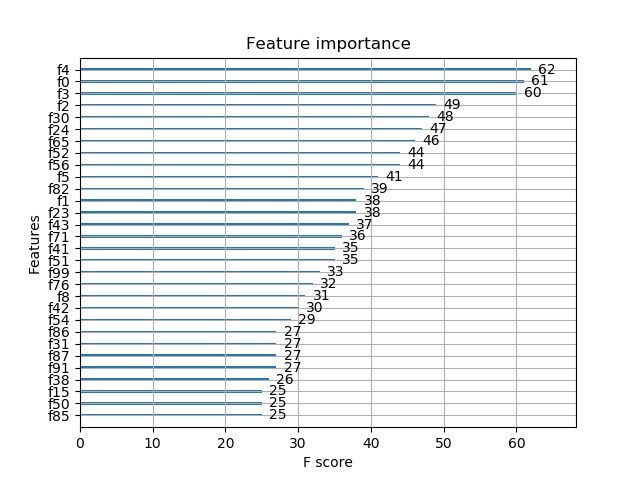 Feature importance
f4 62
f0 61
f3 60
f2 49
f30 48
f24 47
f65 46
f52 44
f56 44
f5 41
f82 39
f1 38
f23 38
f43 37
f71 36
f41 35
f51 35
f99 33
f76 32
f8 31
f42 30
f54 29
f86 27
f31 27
f87 27
f91 27
f38 26
f15 25
f50 25
f85 25
Features
0 10 20 30 40 50 60
F score